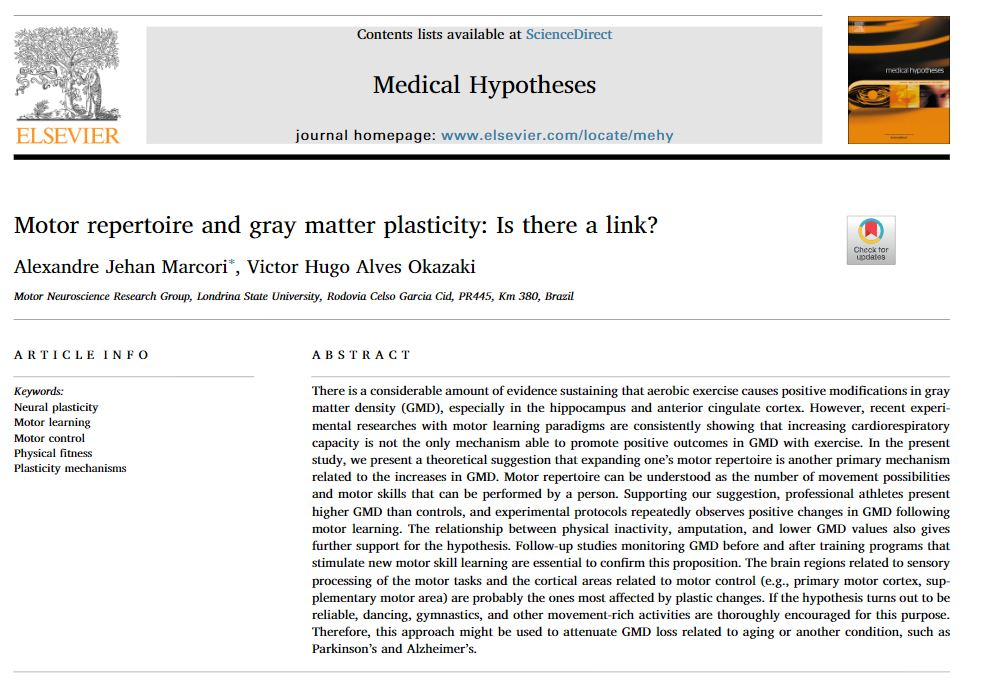 Contents lists available at ScienceDirect
Medical Hypotheses
journal homepage: www.elsevier.com/locate/mehy
ELSEVIER
medical hypotheses
Motor repertoire and gray matter plasticity: Is there a link?
Check for
updates
Alexandre Jehan Marcori*, Victor Hugo Alves Okazaki
Motor Neuroscience Research Group, Londrina State University, Rodovia Celso Garcia Cid, PR445, Km 380, Brazil
ARTICLE INFO
Keywords:
Neural plasticity
Motor learning
Motor control
Physical fitness
Plasticity mechanisms
ABSTRACT
There is a considerable amount of evidence sustaining that aerobic exercise causes positive modifications in gray
matter density (GMD), especially in the hippocampus and anterior cingulate cortex. However, recent experi-
mental researches with motor learning paradigms are consistently showing that increasing cardiorespiratory
capacity is not the only mechanism able to promote positive outcomes in GMD with exercise. In the present
study, we present a theoretical suggestion that expanding one's motor repertoire is another primary mechanism
related to the increases in GMD. Motor repertoire can be understood as the number of movement possibilities
and motor skills that can be performed by a person. Supporting our suggestion, professional athletes present
higher GMD than controls, and experimental protocols repeatedly observes positive changes in GMD following
motor learning. The relationship between physical inactivity, amputation, and lower GMD values also gives
further support for the hypothesis. Follow-up studies monitoring GMD before and after training programs that
stimulate new motor skill learning are essential to confirm this proposition. The brain regions related to sensory
processing of the motor tasks and the cortical areas related to motor control (e.g., primary motor cortex, sup-
plementary motor area) are probably the ones most affected by plastic changes. If the hypothesis turns out to be
reliable, dancing, gymnastics, and other movement-rich activities are thoroughly encouraged for this purpose.
Therefore, this approach might be used to attenuate GMD loss related to aging or another condition, such as
Parkinson's and Alzheimer's.